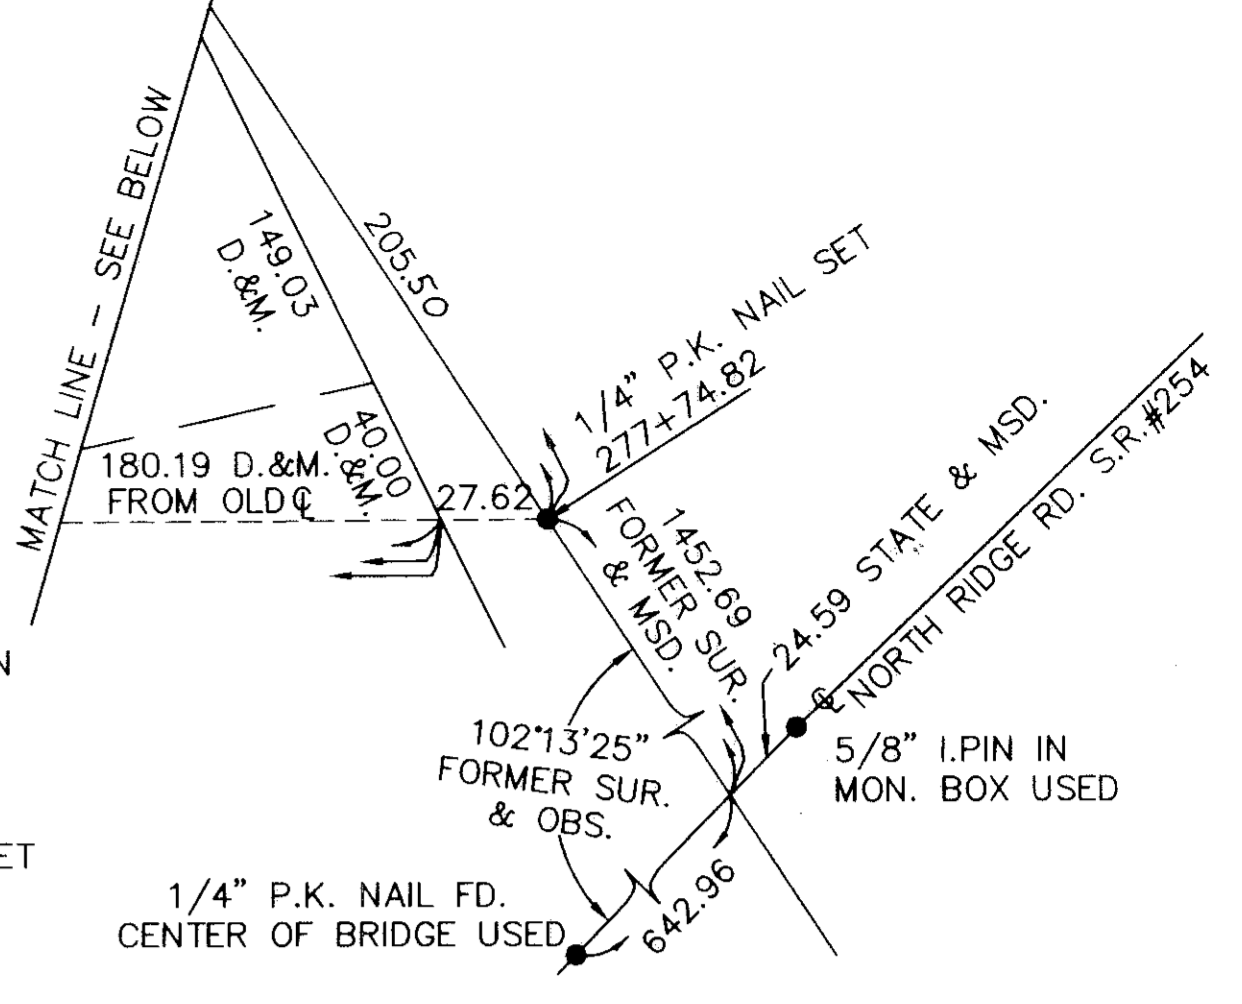 MATCH LINE - SEE BELOW
149.03
D.&M.
205.50
1/4" P.K. NAIL SET
277+74.82
40.00
D.&M.
180.19 D.&M.
FROM OLD ℄
27.62
1452.69
FORMER SUR.
& MSD.
24.59 STATE & MSD.
℄ NORTH RIDGE RD. S.R.#254
N
102°13'25"
FORMER SUR.
& OBS.
5/8" I.PIN IN
MON. BOX USED
ET
1/4" P.K. NAIL FD.
CENTER OF BRIDGE USED
642.96